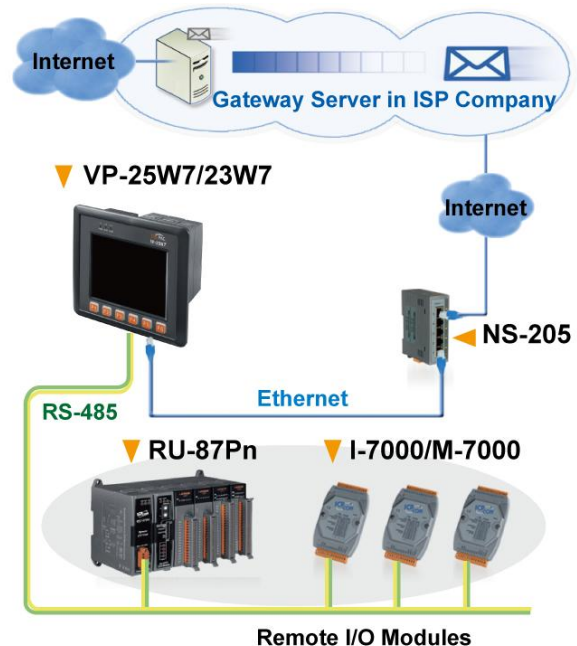 Internet
Gateway Server in ISP Company
VP-25W7/23W7
Internet
NS-205
Ethernet
RS-485
RU-87Pn
I-7000/M-7000
Remote I/O Modules